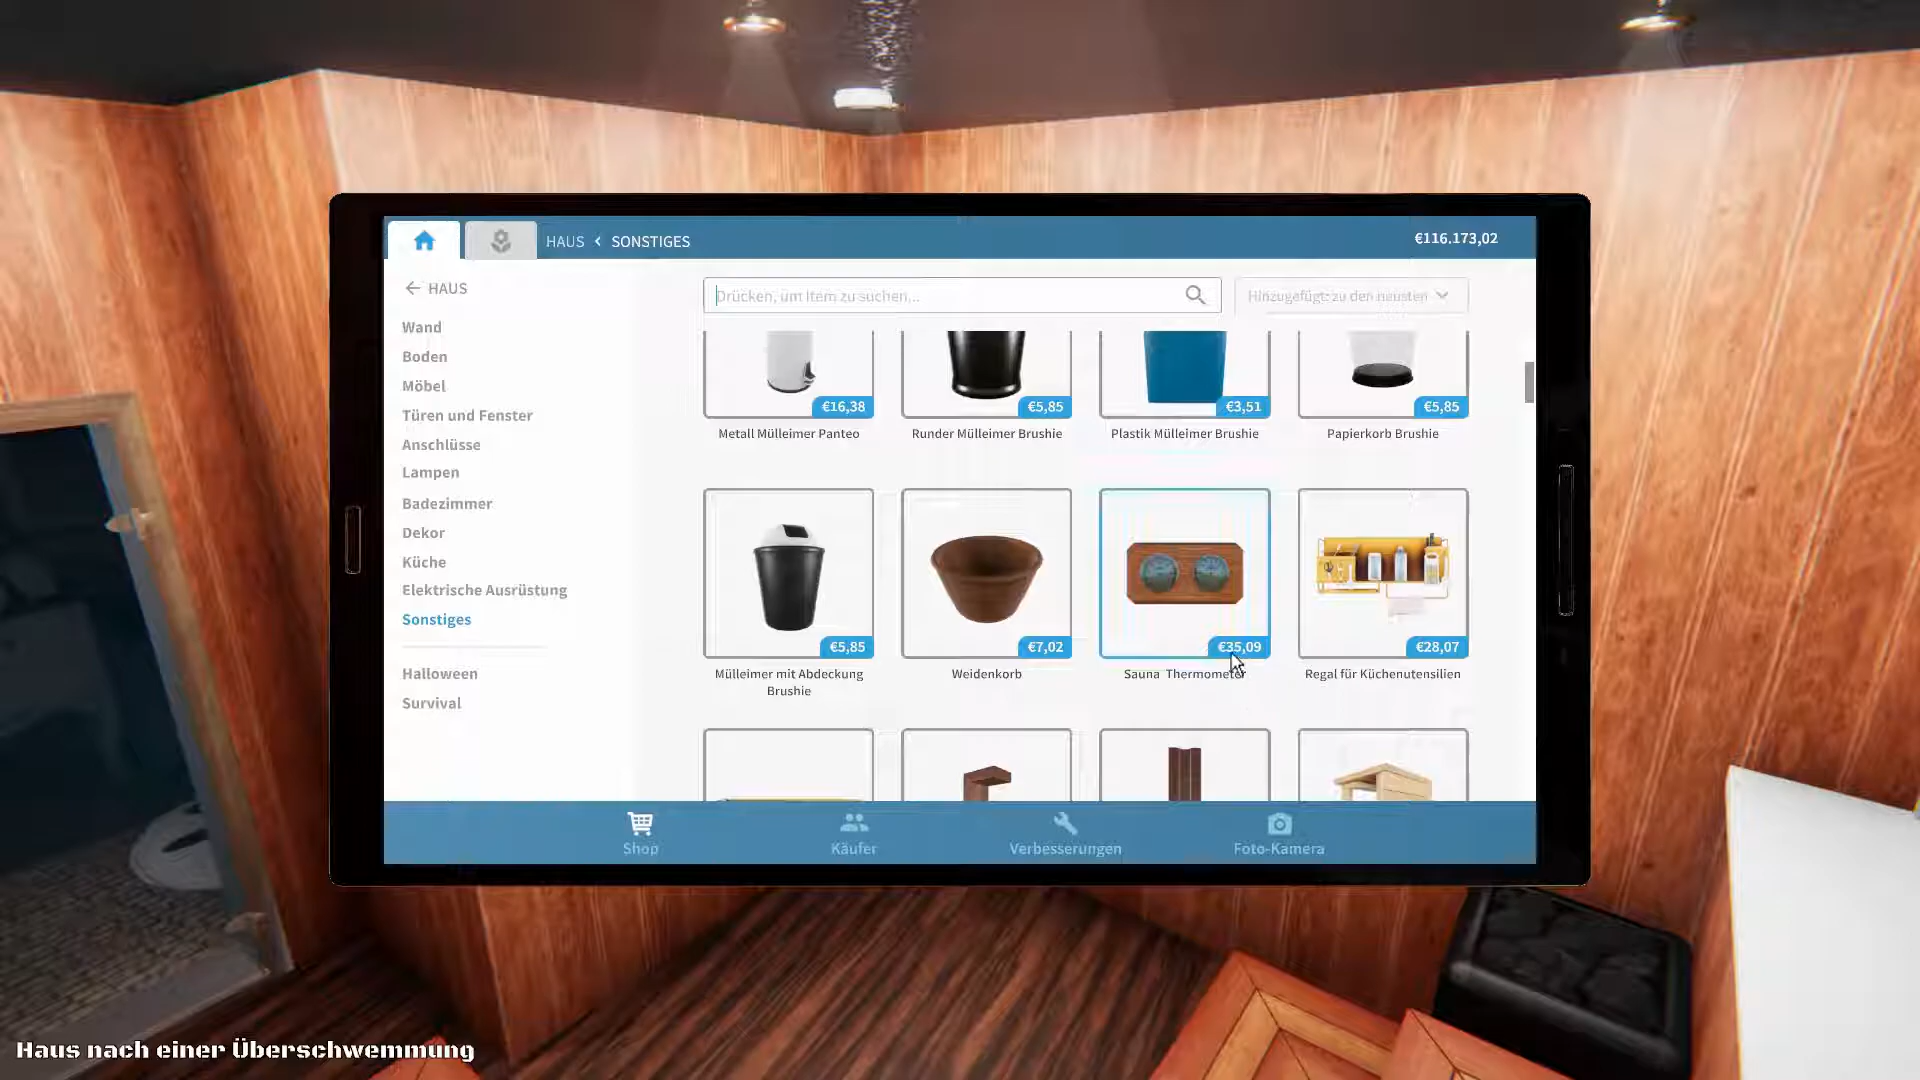 HAUS < SONSTIGES
€116.173,02
HAUS
Drücken, um Item zu suchen...
Hinzugefügt: zu den neusten
Wand
Boden
Möbel
Türen und Fenster
Anschlüsse
Lampen
Badezimmer
Dekor
Küche
Elektrische Ausrüstung
Sonstiges
Halloween
Survival
€16,38
€5,85
€3,51
€5,85
Metall Mülleimer Panteo
Runder Mülleimer Brushie
Plastik Mülleimer Brushie
Papierkorb Brushie
€5,85
€7,02
€35,09
€28,07
Mülleimer mit Abdeckung
Brushie
Weidenkorb
Sauna Thermometer
Regal für Küchenutensilien
Shop
Käufer
Verbesserungen
Foto-Kamera
Haus nach einer Überschwemmung